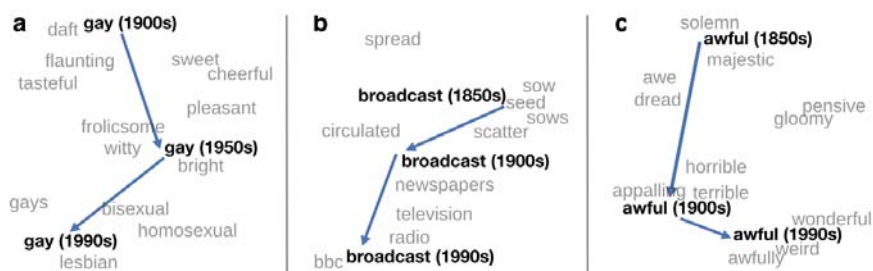 a
daft gay (1900s)
flaunting sweet
tasteful cheerful
pleasant
frolicsome
witty gay (1950s)
bright
gays bisexual
gay (1990s) homosexual
lesbian
b
spread
broadcast (1850s) sow
seed
sows
circulated scatter
broadcast (1900s)
newspapers
television
radio
bbc broadcast (1990s)
c
solemn
awful (1850s)
majestic
awe
dread pensive
gloomy
horrible
appalling terrible
awful (1900s) wonderful
awful (1990s)
awfully weird